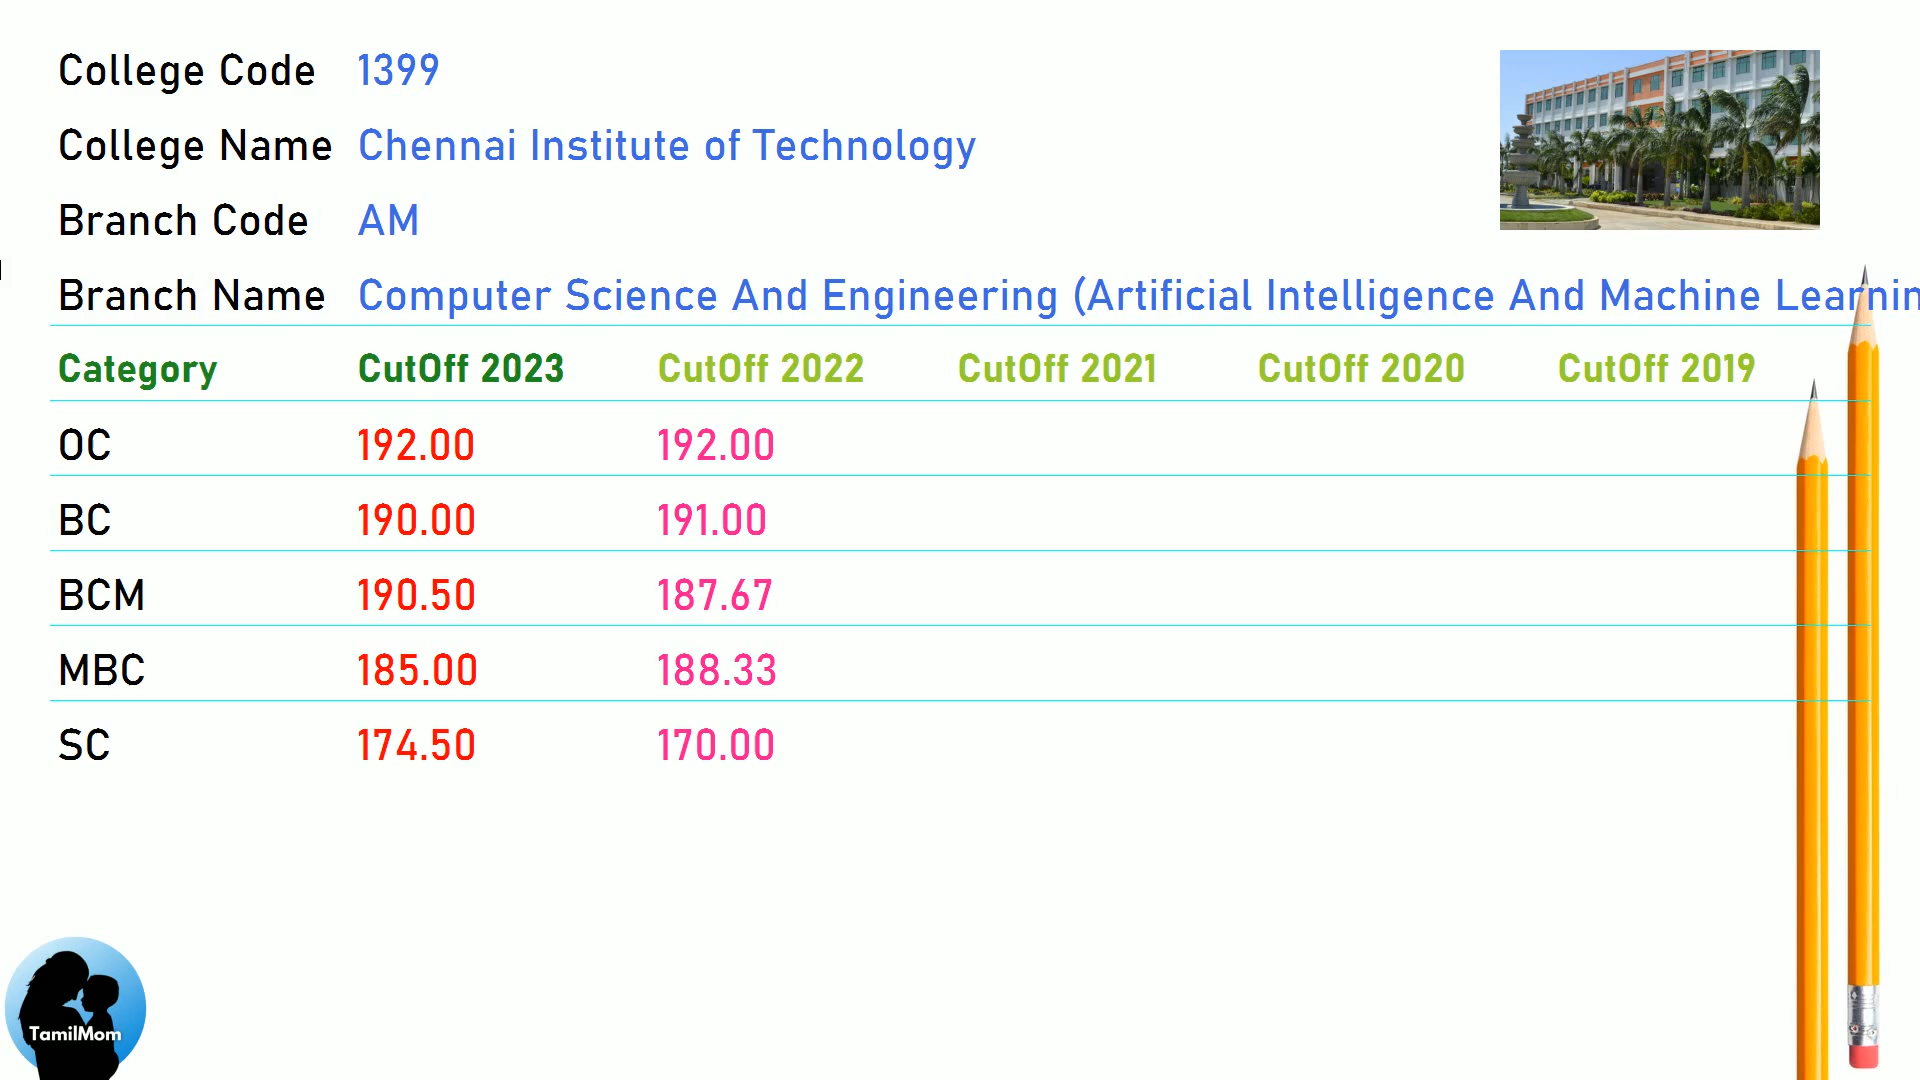 College Code 1399
College Name Chennai Institute of Technology
Branch Code AM
Branch Name Computer Science And Engineering (Artificial Intelligence And Machine Learnin
Category CutOff 2023 CutOff 2022 CutOff 2021 CutOff 2020 CutOff 2019
OC 192.00 192.00
BC 190.00 191.00
BCM 190.50 187.67
MBC 185.00 188.33
SC 174.50 170.00
TamilMom